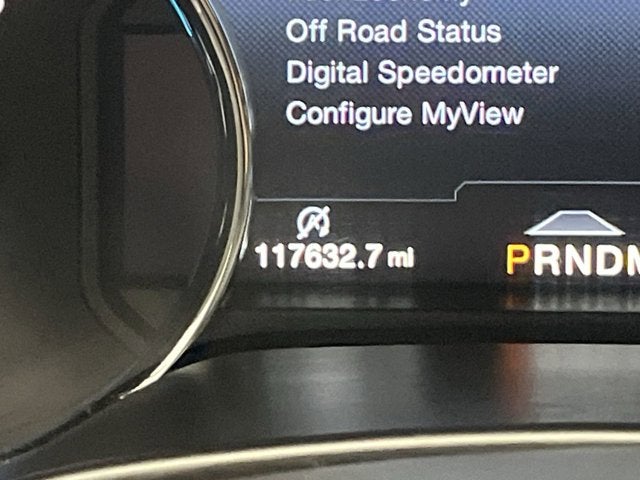 Off Road Status
Digital Speedometer
Configure MyView
117632.7 mi
PRNDM